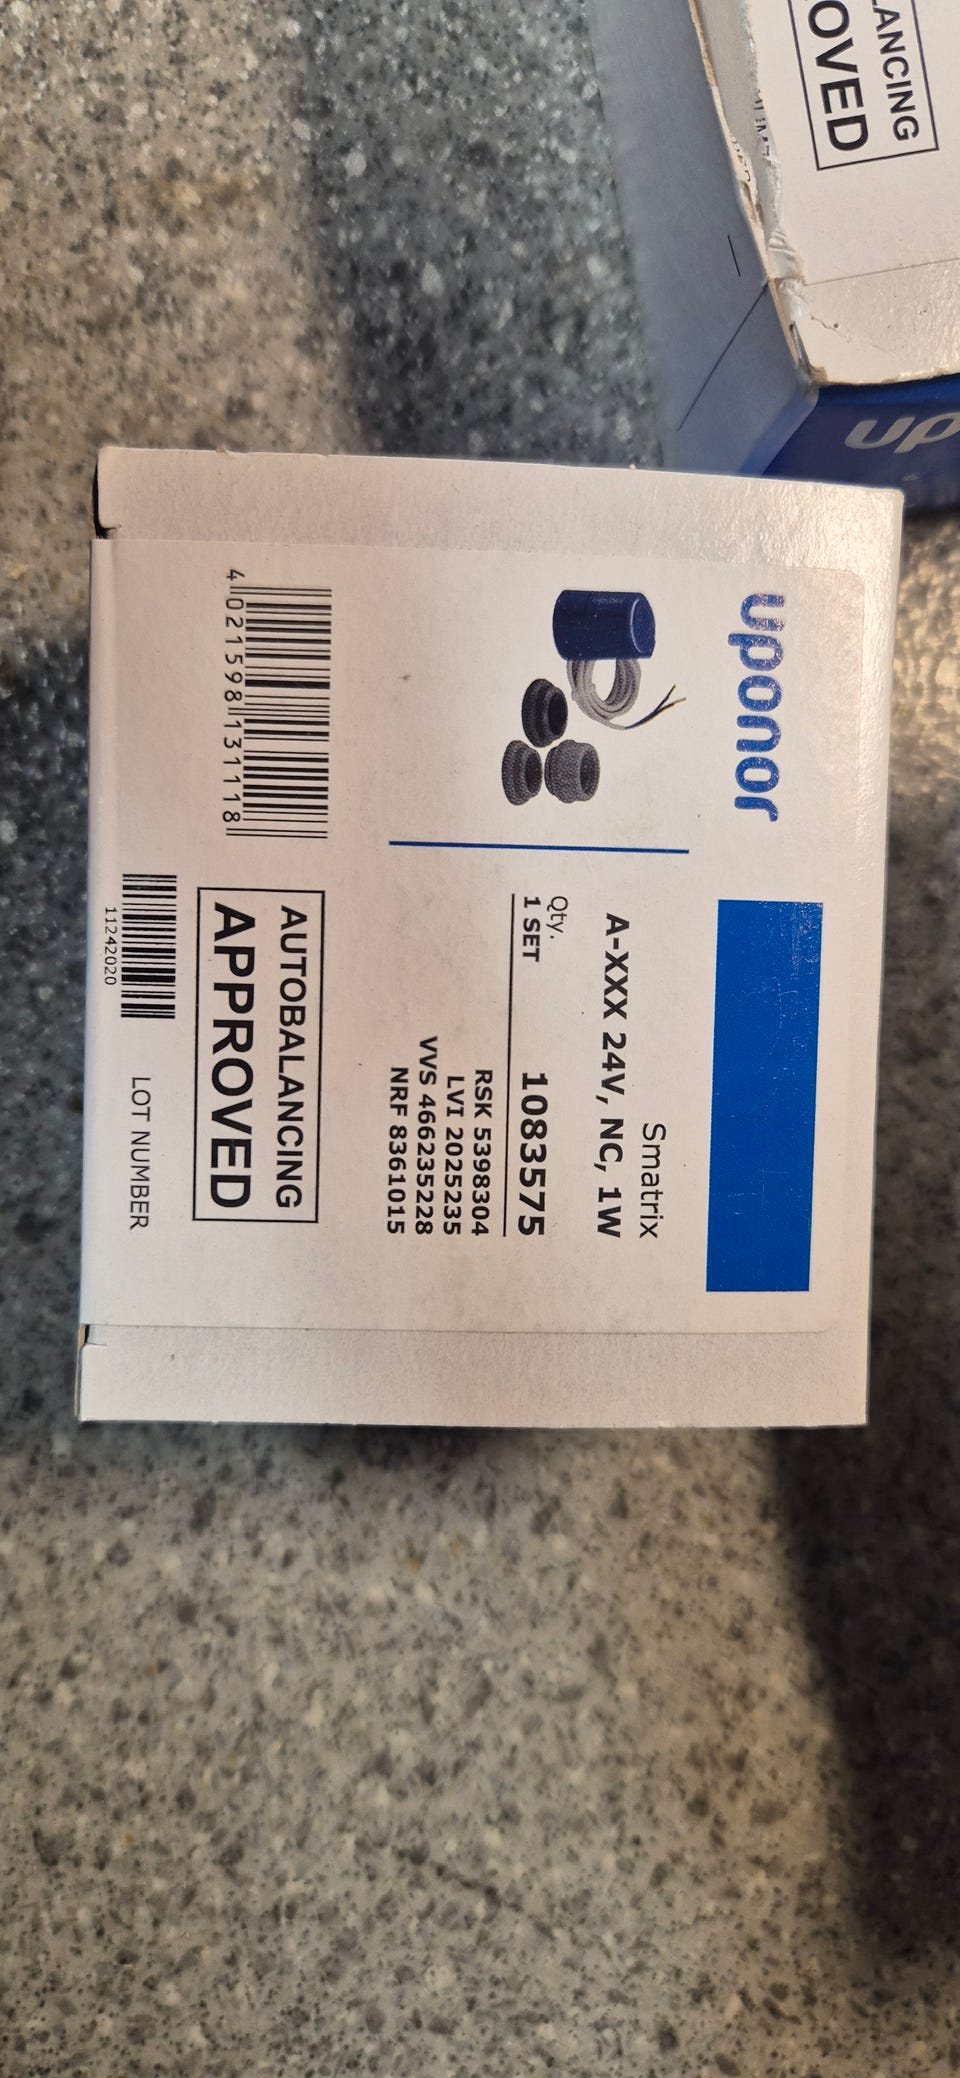 uponor
Smatrix
A-XXX 24V, NC, 1W
Qty.
1 SET 1083575
RSK 5398304
LVI 2025235
VVS 466235228
NRF 8361015
4 021598 131118
AUTOBALANCING
APPROVED
11242020
LOT NUMBER
LANCING
OVED
up